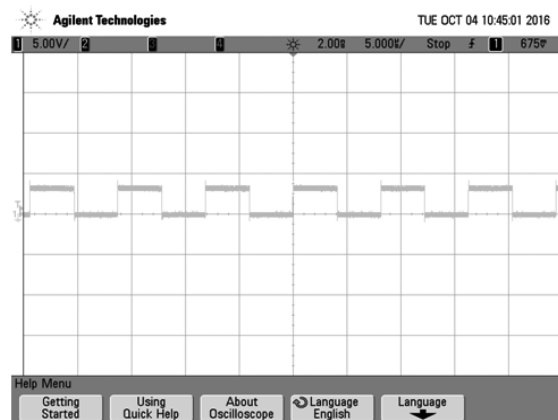 Agilent Technologies TUE OCT 04 10:45:01 2016
1 5.00V/ 2 3 4 2.00s 5.000s/ Stop 1 675
Help Menu
Getting Started
Using Quick Help
About Oscilloscope
Language English
Language